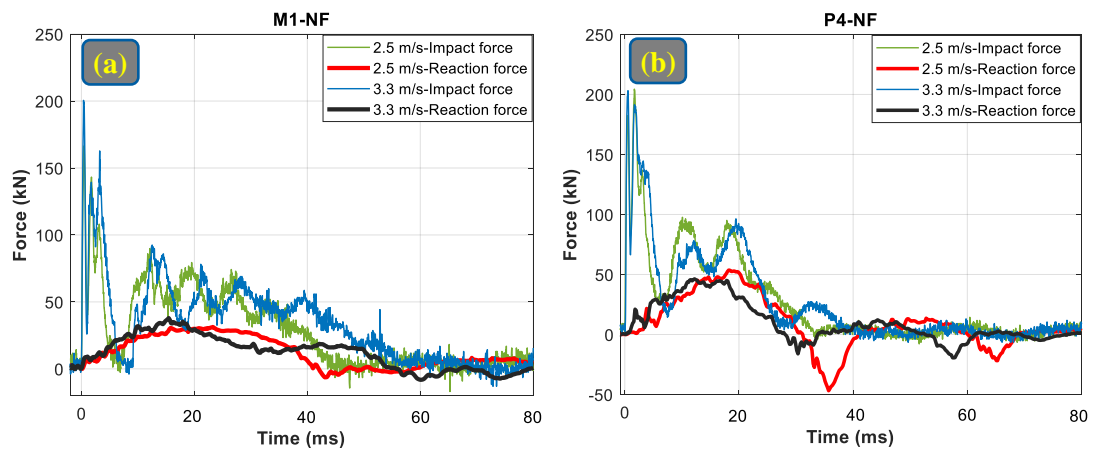 M1-NF
(a)
2.5 m/s-Impact force
2.5 m/s-Reaction force
3.3 m/s-Impact force
3.3 m/s-Reaction force
250
200
150
100
50
0
Force (kN)
0 20 40 60 80
Time (ms)
P4-NF
(b)
2.5 m/s-Impact force
2.5 m/s-Reaction force
3.3 m/s-Impact force
3.3 m/s-Reaction force
250
200
150
100
50
0
-50
Force (kN)
0 20 40 60 80
Time (ms)